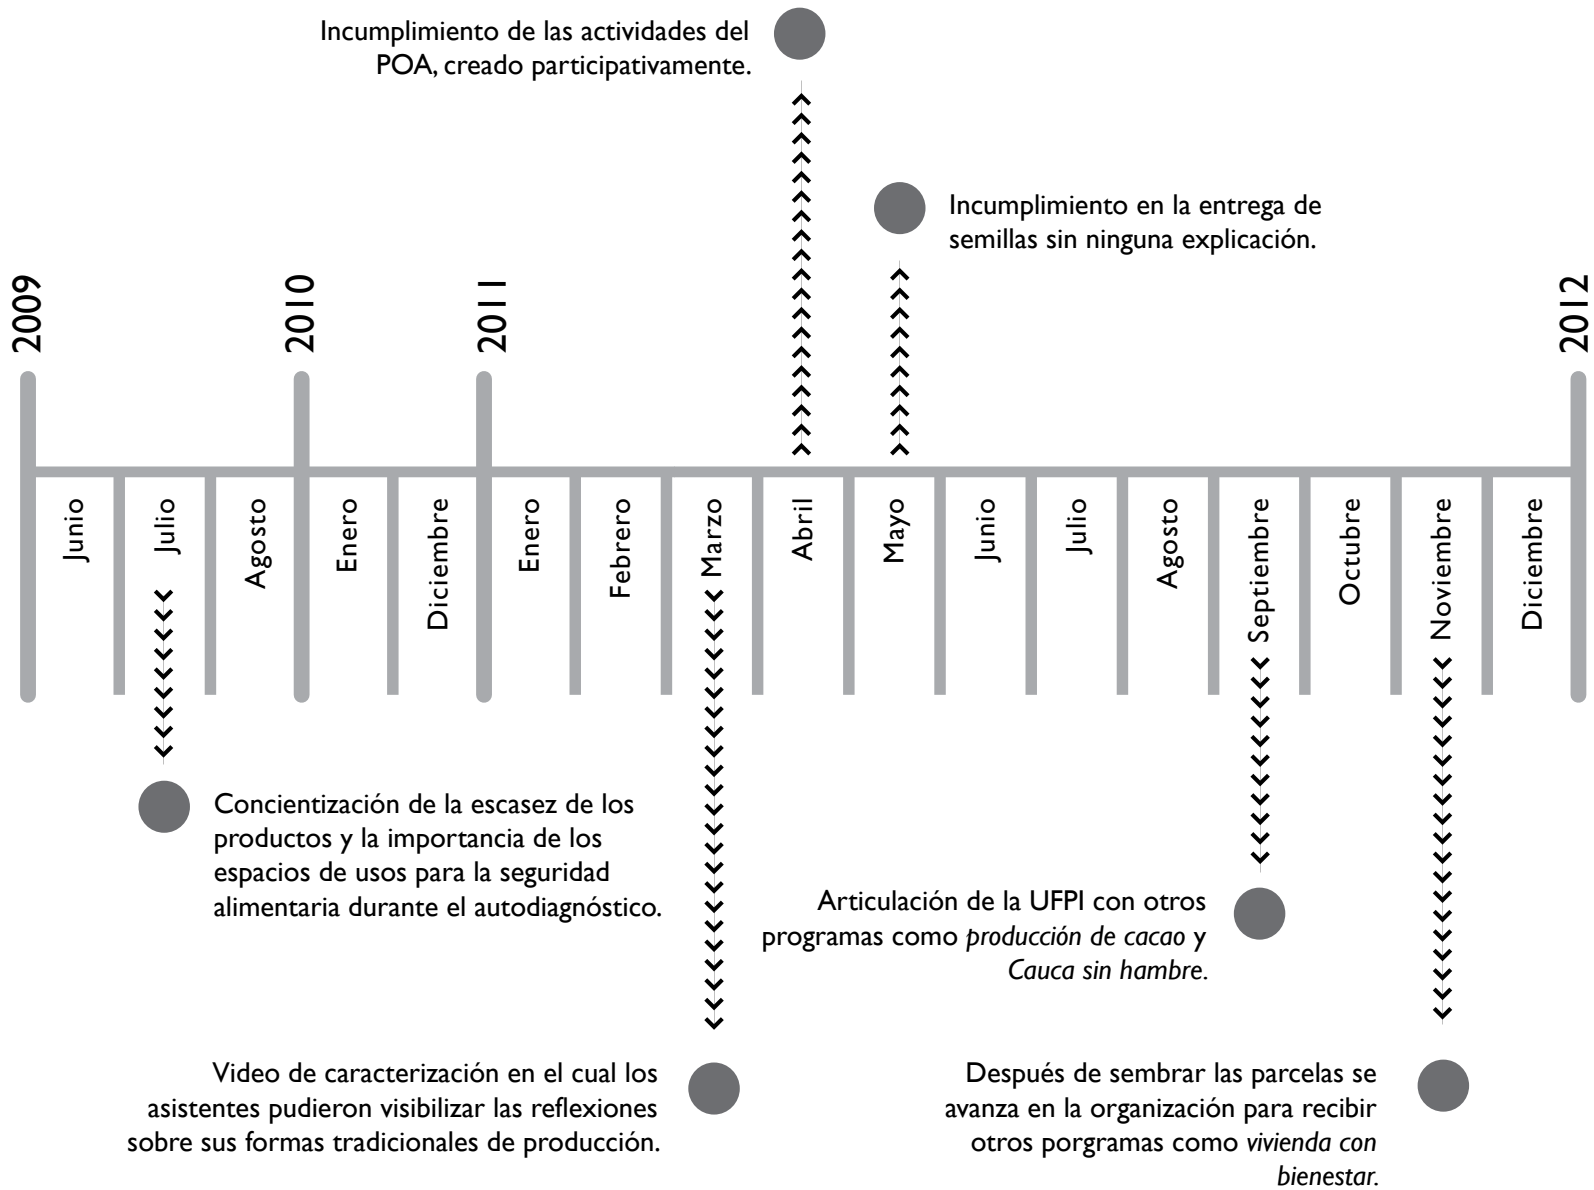 Incumplimiento de las actividades del
POA, creado participativamente.
Incumplimiento en la entrega de
semillas sin ninguna explicación.
2009
2010
2011
2012
Junio
Julio
Agosto
Enero
Diciembre
Enero
Febrero
Marzo
Abril
Mayo
Junio
Julio
Agosto
Septiembre
Octubre
Noviembre
Diciembre
Concientización de la escasez de los
productos y la importancia de los
espacios de usos para la seguridad
alimentaria durante el autodiagnóstico.
Articulación de la UFPI con otros
programas como producción de cacao y
Cauca sin hambre.
Video de caracterización en el cual los
asistentes pudieron visibilizar las reflexiones
sobre sus formas tradicionales de producción.
Después de sembrar las parcelas se
avanza en la organización para recibir
otros porgramas como vivienda con
bienestar.